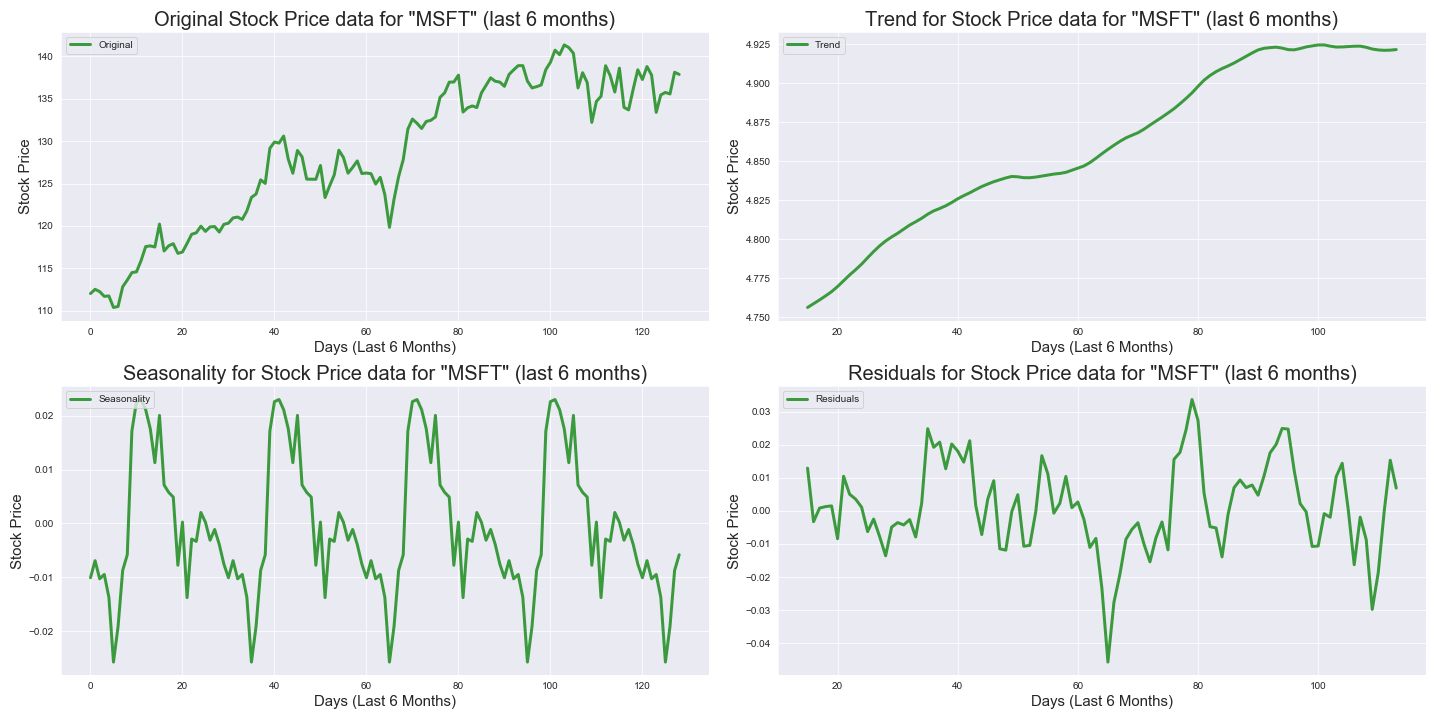 Original Stock Price data for "MSFT" (last 6 months)
Original
Stock Price
140
135
130
125
120
115
110
0 20 40 60 80 100 120
Days (Last 6 Months)
Trend for Stock Price data for "MSFT" (last 6 months)
Trend
Stock Price
4.925
4.900
4.875
4.850
4.825
4.800
4.775
4.750
20 40 60 80 100
Days (Last 6 Months)
Seasonality for Stock Price data for "MSFT" (last 6 months)
Seasonality
Stock Price
0.02
0.01
0.00
−0.01
−0.02
0 20 40 60 80 100 120
Days (Last 6 Months)
Residuals for Stock Price data for "MSFT" (last 6 months)
Residuals
Stock Price
0.03
0.02
0.01
0.00
−0.01
−0.02
−0.03
−0.04
20 40 60 80 100
Days (Last 6 Months)